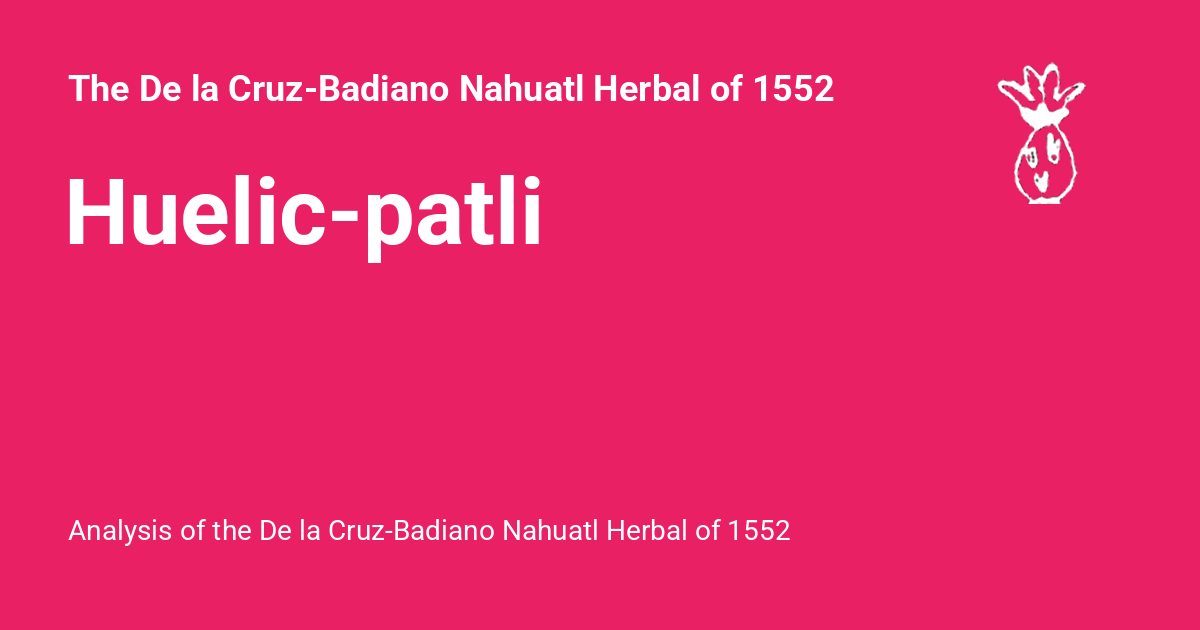 The De la Cruz-Badiano Nahuatl Herbal of 1552
Huelic-patli
Analysis of the De la Cruz-Badiano Nahuatl Herbal of 1552